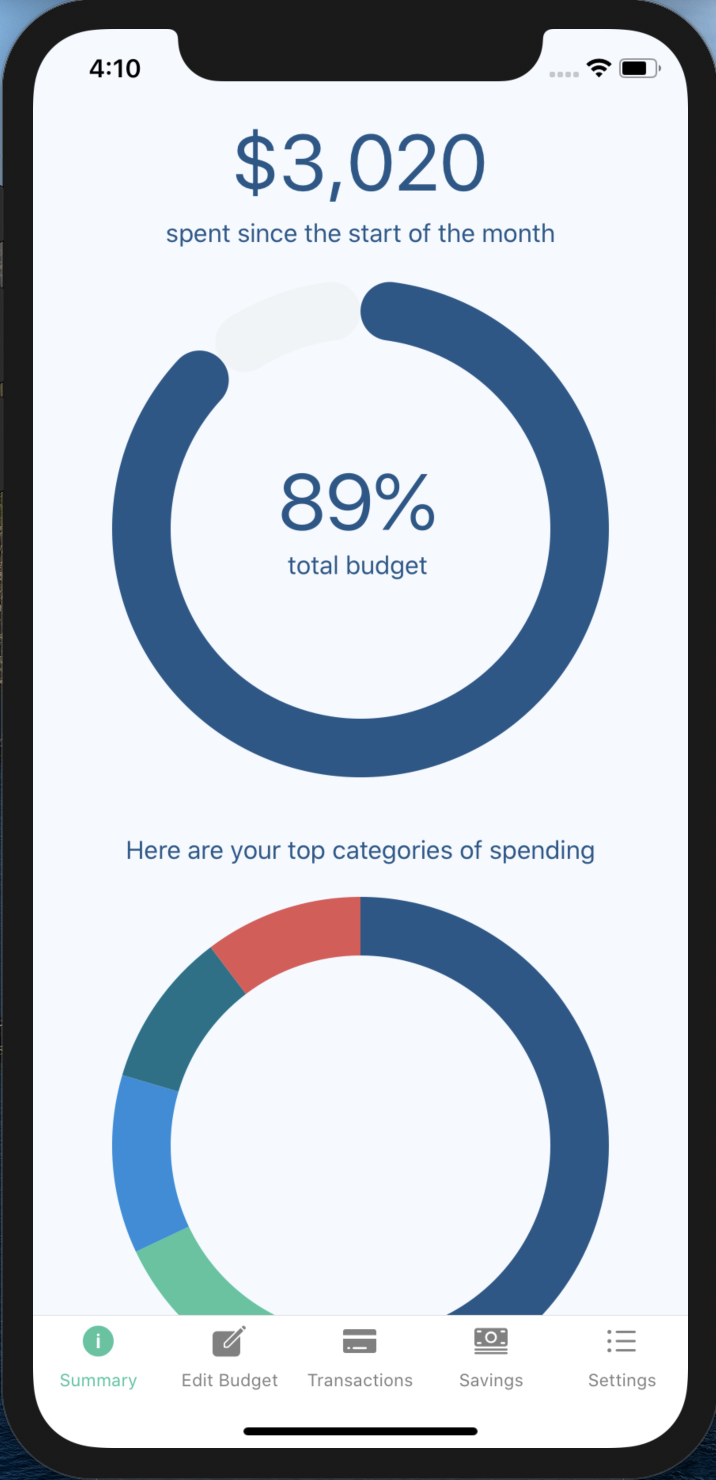 4:10
$3,020
spent since the start of the month
89%
total budget
Here are your top categories of spending
Summary Edit Budget Transactions Savings Settings